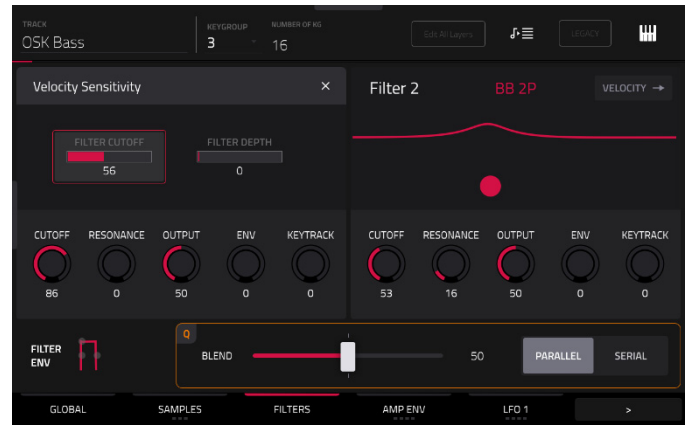 TRACK
OSK Bass
KEYGROUP
3
NUMBER OF KG
16
Edit All Layers
LEGACY
Velocity Sensitivity ×
FILTER CUTOFF
56
FILTER DEPTH
0
Filter 2 BB 2P VELOCITY →
CUTOFF RESONANCE OUTPUT ENV KEYTRACK
86 0 50 0 0
CUTOFF RESONANCE OUTPUT ENV KEYTRACK
53 16 50 0 0
FILTER
ENV
Q
BLEND 50 PARALLEL SERIAL
GLOBAL SAMPLES FILTERS AMP ENV LFO 1 >